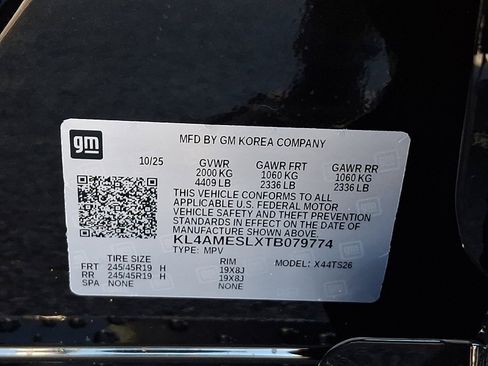 gm
MFD BY GM KOREA COMPANY
10/25 GVWR GAWR FRT GAWR RR
2000 KG 1060 KG 1060 KG
4409 LB 2336 LB 2336 LB
THIS VEHICLE CONFORMS TO ALL
APPLICABLE U.S. FEDERAL MOTOR
VEHICLE SAFETY AND THEFT PREVENTION
STANDARDS IN EFFECT ON THE DATE OF
MANUFACTURE SHOWN ABOVE.
KL4AMESLXTB079774
TYPE: MPV
TIRE SIZE RIM MODEL: X44TS26
FRT 245/45R19 H 19X8J
RR 245/45R19 H 19X8J
SPA NONE NONE